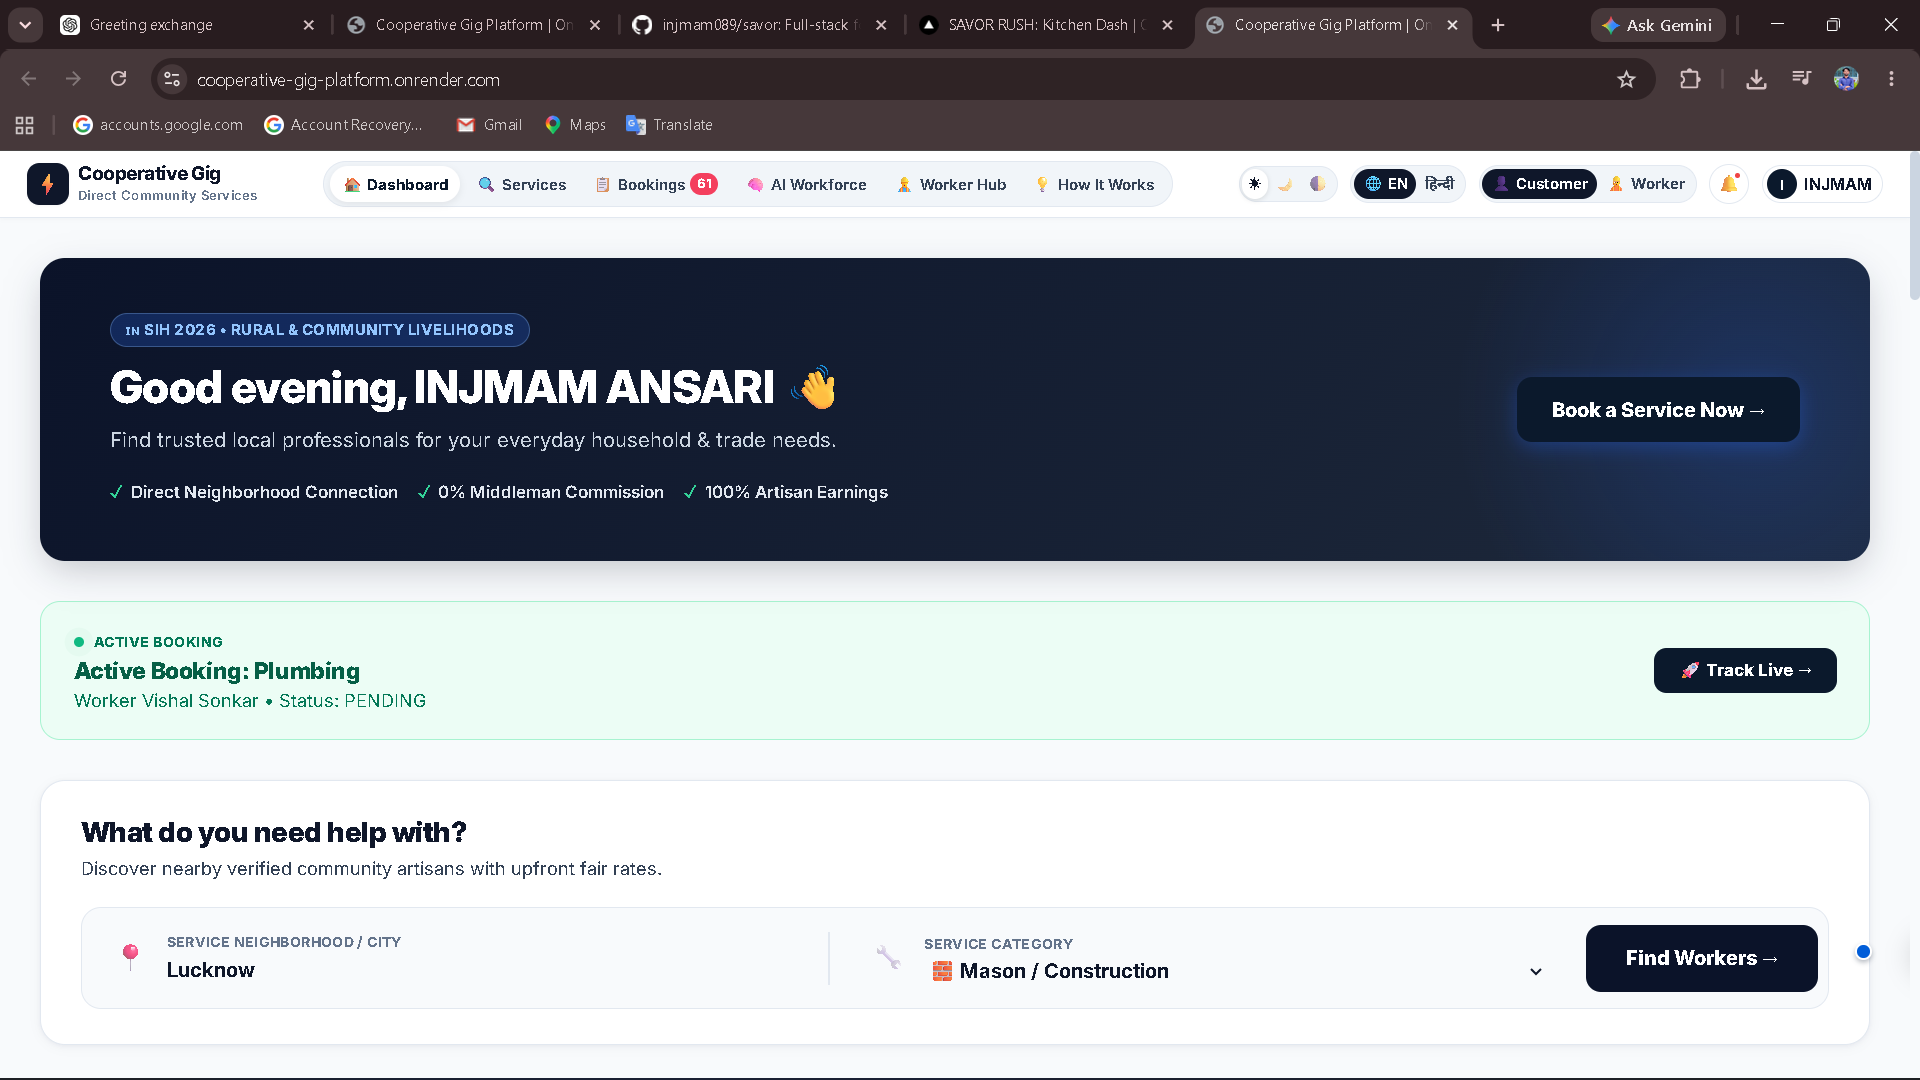 Greeting exchange
Cooperative Gig Platform | On
injmam089/savor: Full-stack f
SAVOR RUSH: Kitchen Dash | C
Cooperative Gig Platform | On
Ask Gemini
cooperative-gig-platform.onrender.com
accounts.google.com
Account Recovery...
Gmail
Maps
Translate
Cooperative Gig
Direct Community Services
Dashboard
Services
Bookings 61
AI Workforce
Worker Hub
How It Works
EN
हिन्दी
Customer
Worker
I INJMAM
IN SIH 2026 • RURAL & COMMUNITY LIVELIHOODS
Good evening, INJMAM ANSARI 👋
Find trusted local professionals for your everyday household & trade needs.
✓ Direct Neighborhood Connection ✓ 0% Middleman Commission ✓ 100% Artisan Earnings
Book a Service Now →
ACTIVE BOOKING
Active Booking: Plumbing
Worker Vishal Sonkar • Status: PENDING
🚀 Track Live →
What do you need help with?
Discover nearby verified community artisans with upfront fair rates.
SERVICE NEIGHBORHOOD / CITY
Lucknow
SERVICE CATEGORY
🧱 Mason / Construction
Find Workers →